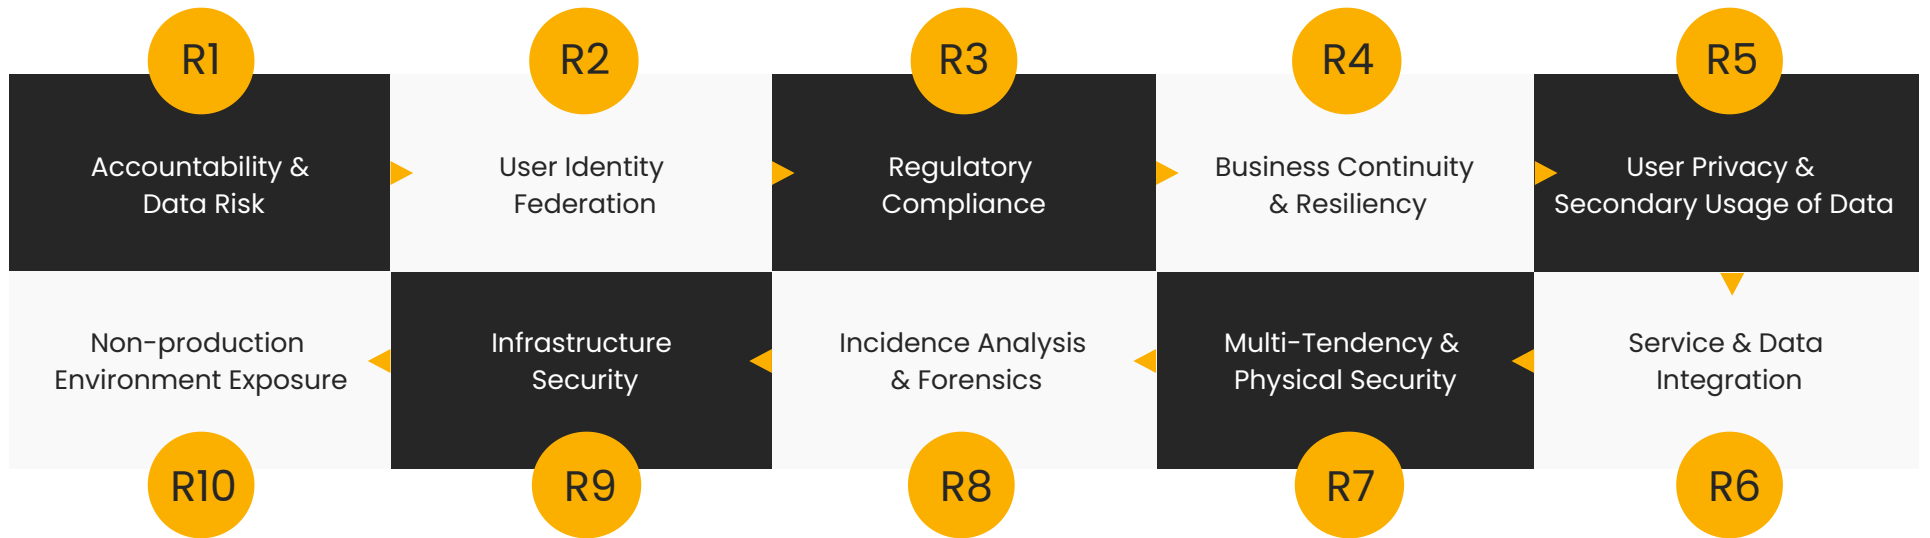 R1
Accountability &
Data Risk
R2
User Identity
Federation
R3
Regulatory
Compliance
R4
Business Continuity
& Resiliency
R5
User Privacy &
Secondary Usage of Data
Service & Data
Integration
R6
Multi-Tendency &
Physical Security
R7
Incidence Analysis
& Forensics
R8
Infrastructure
Security
R9
Non-production
Environment Exposure
R10